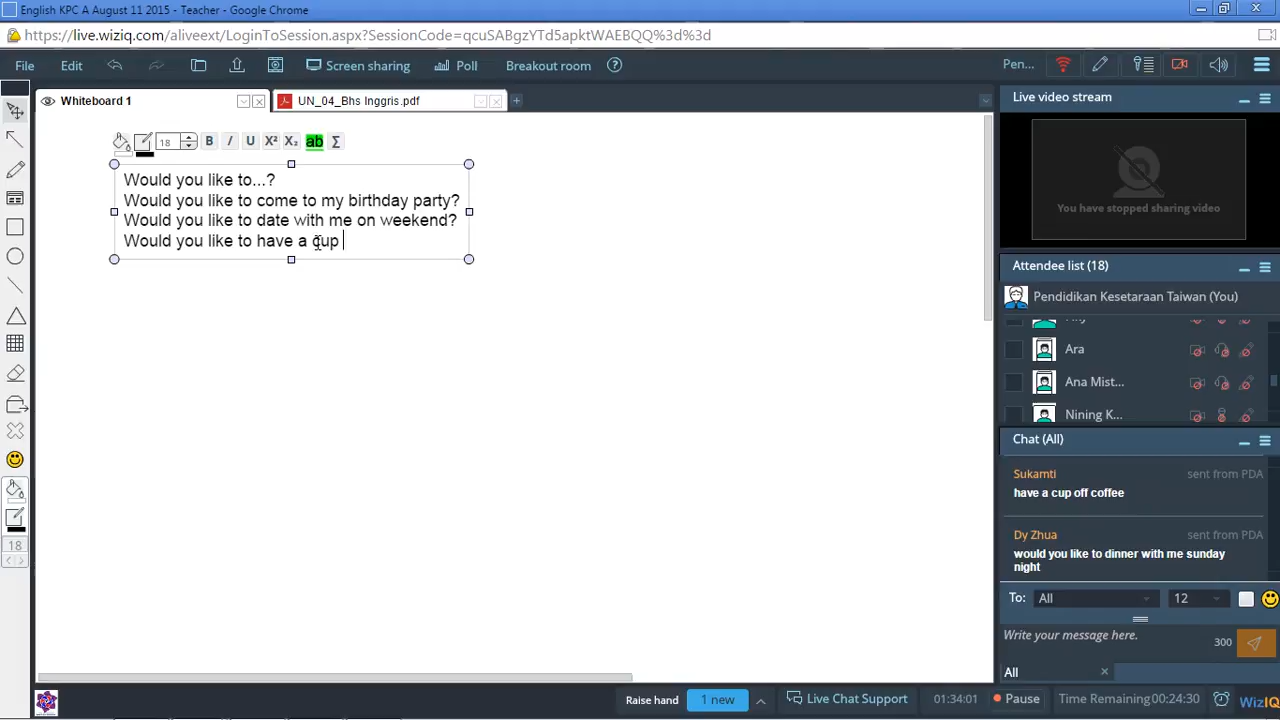 English KPC A August 11 2015 - Teacher - Google Chrome
https://live.wiziq.com/aliveext/LoginToSession.aspx?SessionCode=qcuSABgzYTd5apktWAEBQQ%3d%3d
File Edit Screen sharing Poll Breakout room ? Pen...
Whiteboard 1 UN_04_Bhs Inggris.pdf +
18 B I U X² X₂ ab Σ
Would you like to...?
Would you like to come to my birthday party?
Would you like to date with me on weekend?
Would you like to have a cup
18
Live video stream
You have stopped sharing video
Attendee list (18)
Pendidikan Kesetaraan Taiwan (You)
Ara
Ana Mist...
Nining K...
Chat (All)
Sukamti sent from PDA
have a cup off coffee
Dy Zhua sent from PDA
would you like to dinner with me sunday
night
To: All 12
Write your message here. 300
All
Raise hand 1 new Live Chat Support 01:34:01 Pause Time Remaining 00:24:30 WizIQ